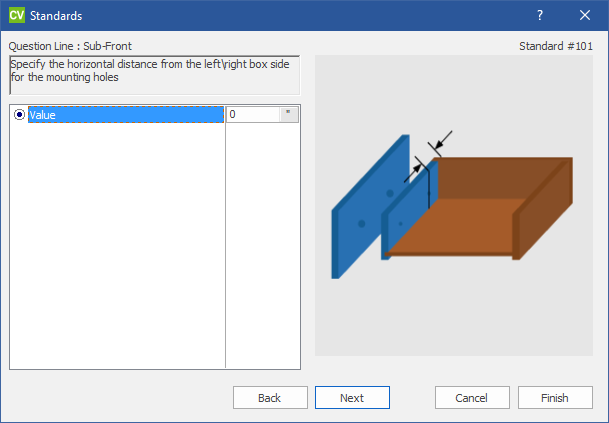 CV Standards
?
Question Line : Sub-Front
Standard #101
Specify the horizontal distance from the left\right box side
for the mounting holes
Value 0 "
Back Next Cancel Finish